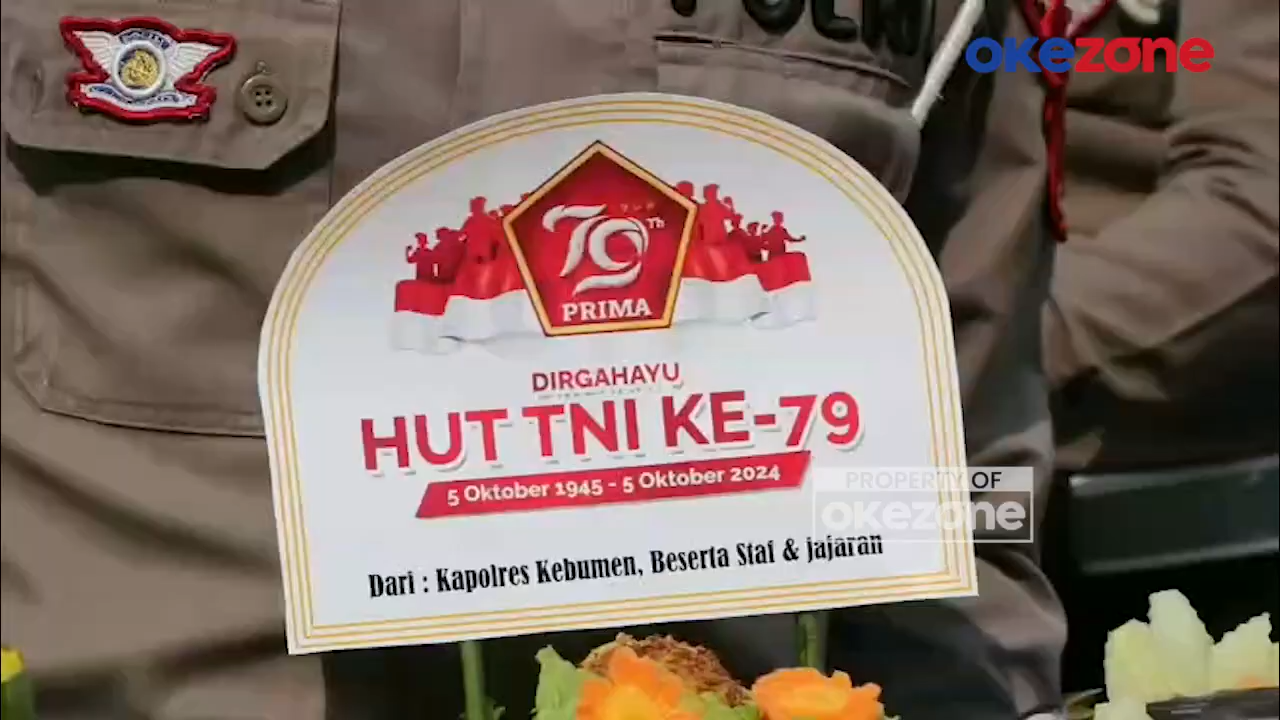 okezone
79Th
PRIMA
DIRGAHAYU
HUT TNI KE-79
5 Oktober 1945 - 5 Oktober 2024
PROPERTY OF
okezone
Dari : Kapolres Kebumen, Beserta Staf & jajaran